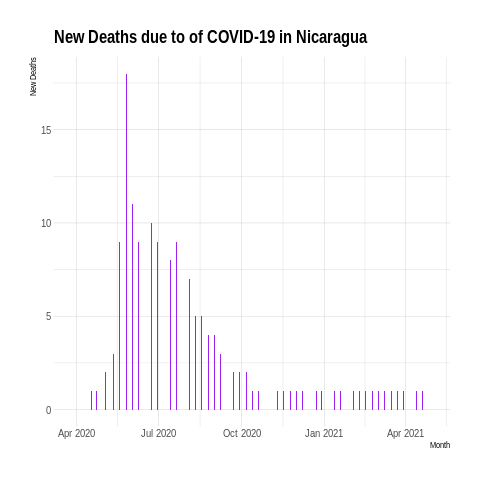 New Deaths due to of COVID-19 in Nicaragua
New Deaths
15
10
5
0
Apr 2020 Jul 2020 Oct 2020 Jan 2021 Apr 2021
Month